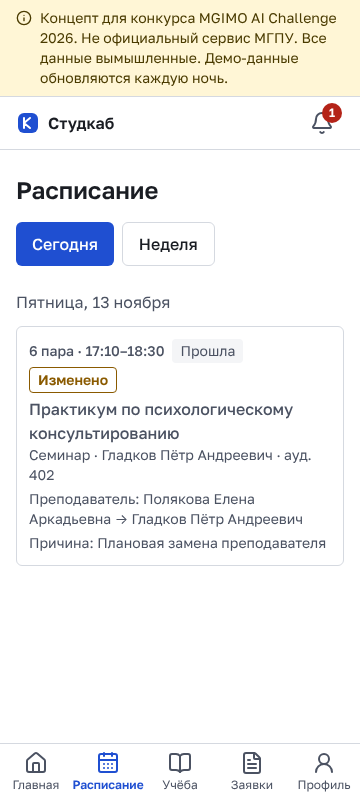 Концепт для конкурса MGIMO AI Challenge
2026. Не официальный сервис МГПУ. Все
данные вымышленные. Демо-данные
обновляются каждую ночь.
Студкаб
1
Расписание
Сегодня
Неделя
Пятница, 13 ноября
6 пара · 17:10–18:30 Прошла
Изменено
Практикум по психологическому
консультированию
Семинар · Гладков Пётр Андреевич · ауд.
402
Преподаватель: Полякова Елена
Аркадьевна → Гладков Пётр Андреевич
Причина: Плановая замена преподавателя
Главная
Расписание
Учёба
Заявки
Профиль